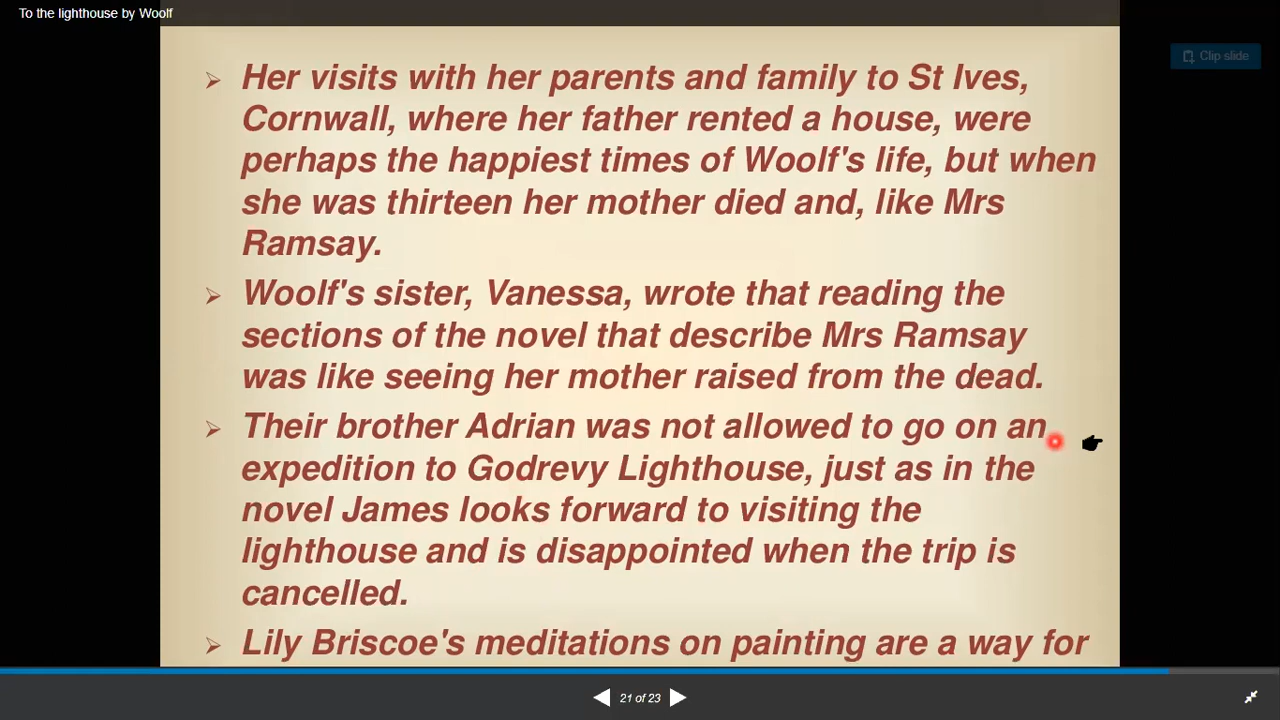 To the lighthouse by Woolf
Clip slide
Her visits with her parents and family to St Ives,
Cornwall, where her father rented a house, were
perhaps the happiest times of Woolf's life, but when
she was thirteen her mother died and, like Mrs
Ramsay.
Woolf's sister, Vanessa, wrote that reading the
sections of the novel that describe Mrs Ramsay
was like seeing her mother raised from the dead.
Their brother Adrian was not allowed to go on an
expedition to Godrevy Lighthouse, just as in the
novel James looks forward to visiting the
lighthouse and is disappointed when the trip is
cancelled.
Lily Briscoe's meditations on painting are a way for
21 of 23